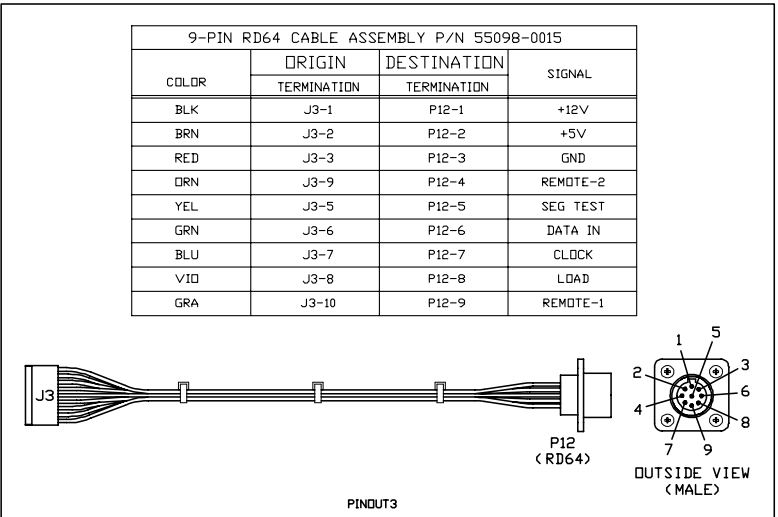 9-PIN RD64 CABLE ASSEMBLY P/N 55098-0015
COLOR ORIGIN TERMINATION DESTINATION TERMINATION SIGNAL
BLK J3-1 P12-1 +12V
BRN J3-2 P12-2 +5V
RED J3-3 P12-3 GND
ORN J3-9 P12-4 REMOTE-2
YEL J3-5 P12-5 SEG TEST
GRN J3-6 P12-6 DATA IN
BLU J3-7 P12-7 CLOCK
VIO J3-8 P12-8 LOAD
GRA J3-10 P12-9 REMOTE-1
J3
P12
(RD64)
1 5
2 3
4 6
7 9 8
OUTSIDE VIEW
(MALE)
PINOUT3